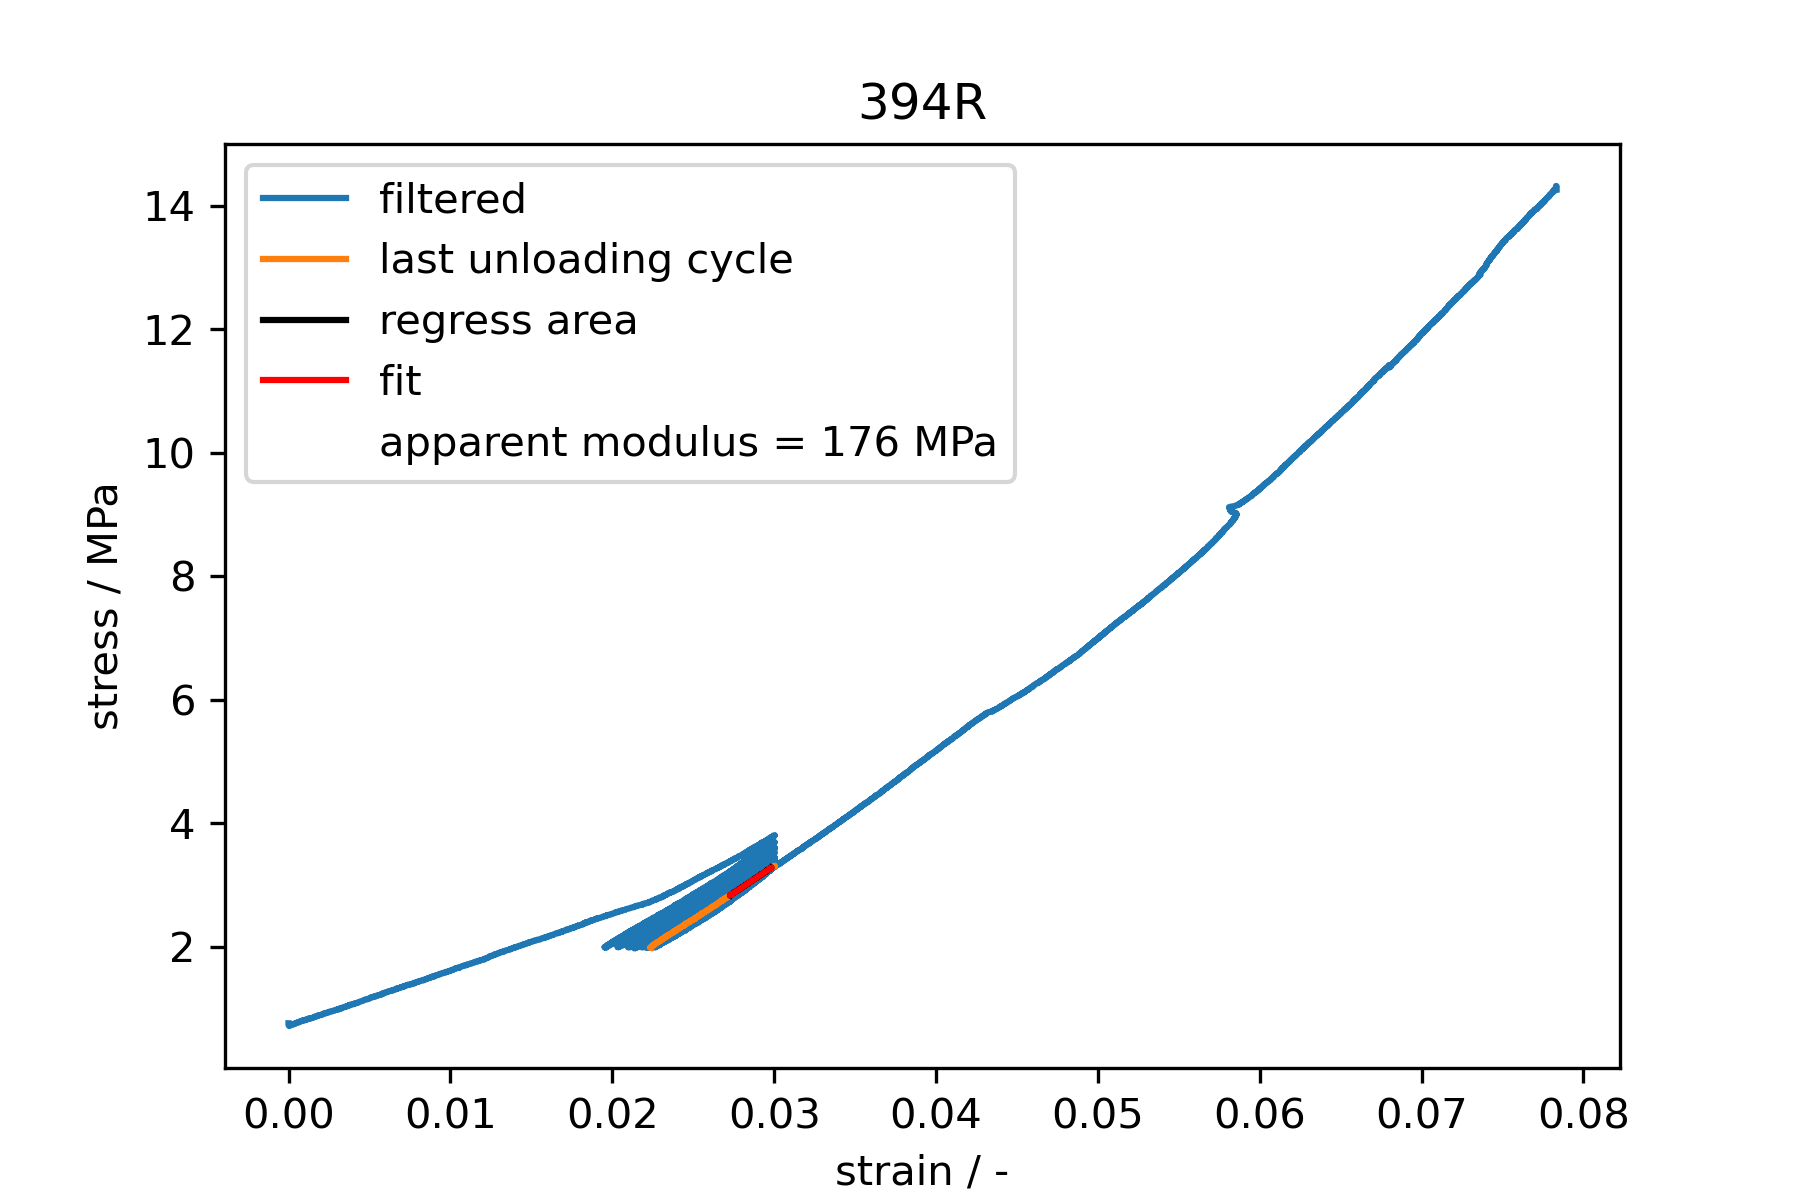 394R
filtered
last unloading cycle
regress area
fit
apparent modulus = 176 MPa
stress / MPa
14
12
10
8
6
4
2
0.00 0.01 0.02 0.03 0.04 0.05 0.06 0.07 0.08
strain / -